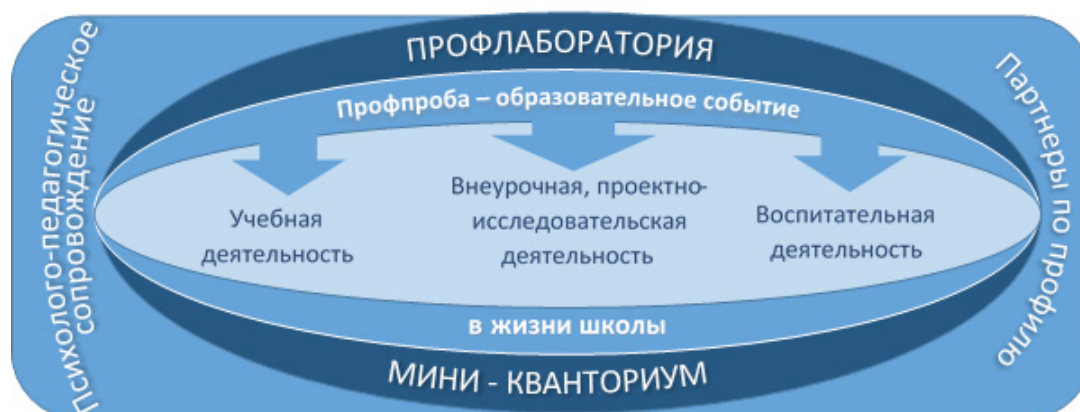 ПРОФЛАБОРАТОРИЯ
Профпроба – образовательное событие
Психолого-педагогическое
сопровождение
Учебная
деятельность
Внеурочная, проектно-
исследовательская
деятельность
Воспитательная
деятельность
Партнеры по профилю
в жизни школы
МИНИ - КВАНТОРИУМ